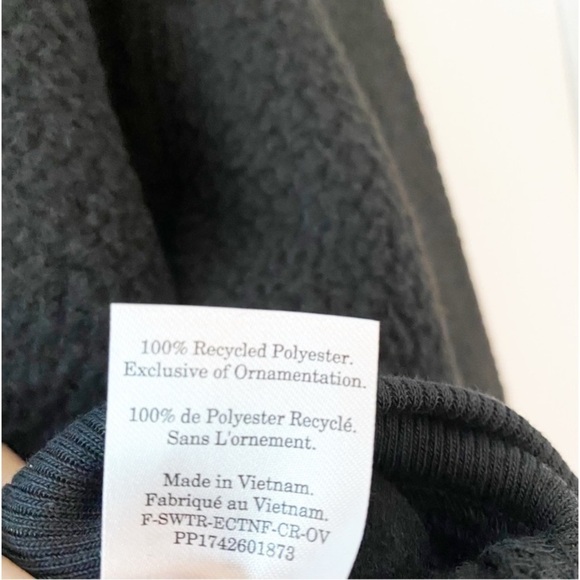 100% Recycled Polyester.
Exclusive of Ornamentation.
100% de Polyester Recyclé.
Sans L'ornement.
Made in Vietnam.
Fabriqué au Vietnam.
F-SWTR-ECTNF-CR-OV
PP1742601873